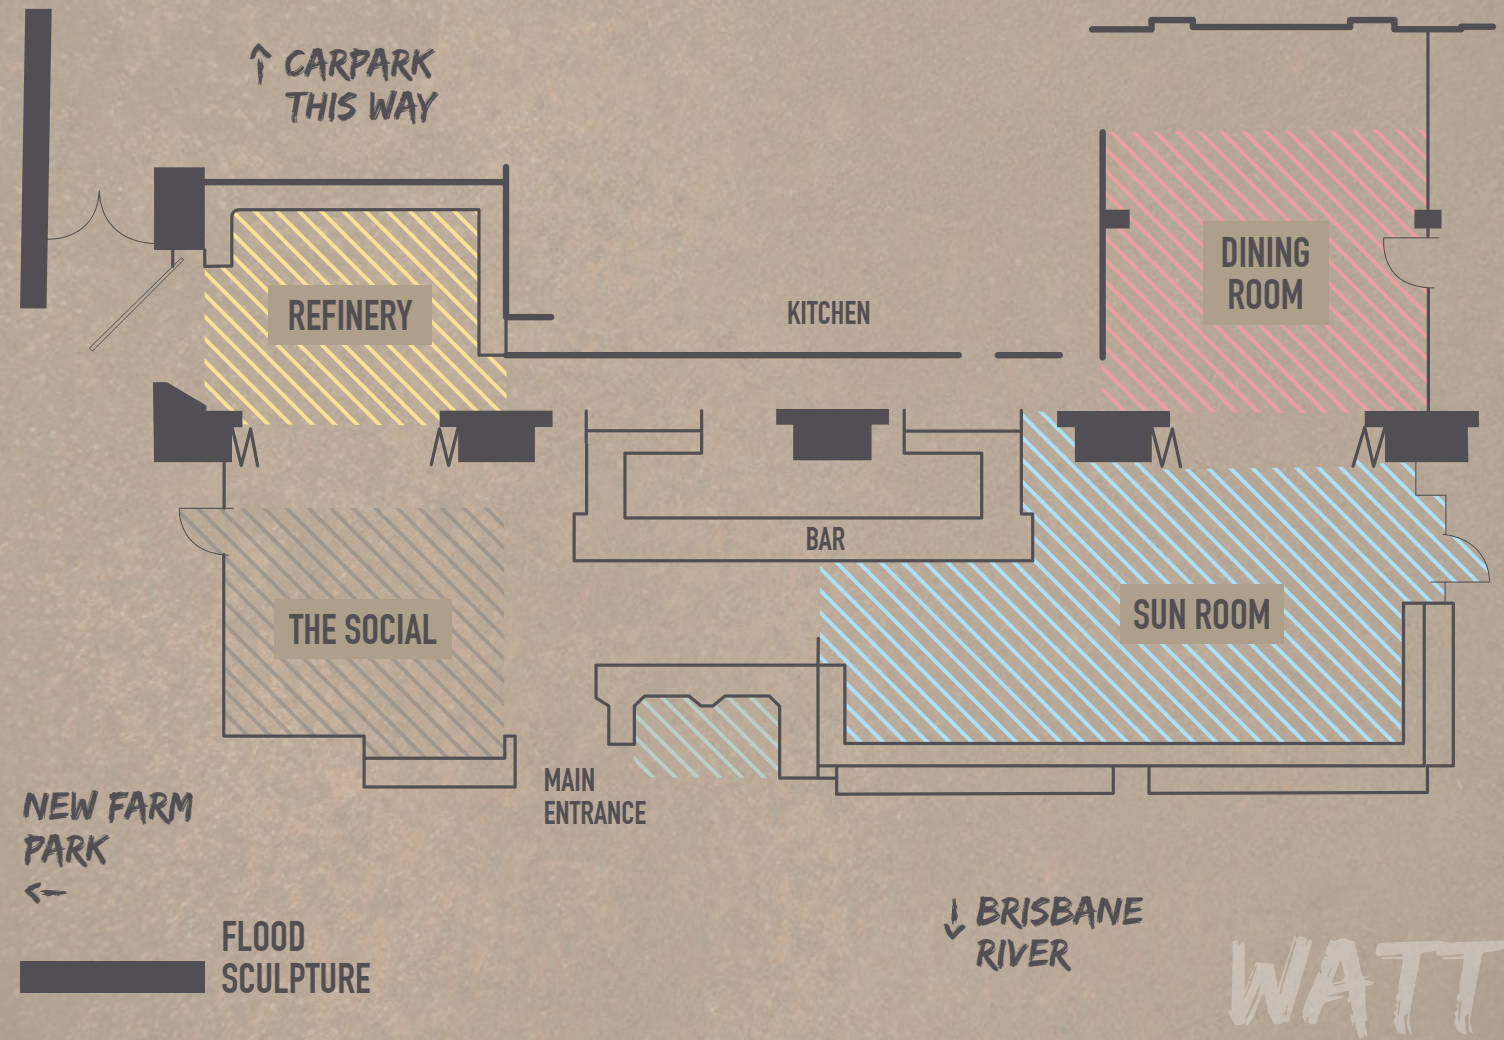 CARPARK
THIS WAY
REFINERY
KITCHEN
DINING
ROOM
BAR
THE SOCIAL
SUN ROOM
MAIN
ENTRANCE
NEW FARM
PARK
FLOOD
SCULPTURE
BRISBANE
RIVER
WATT